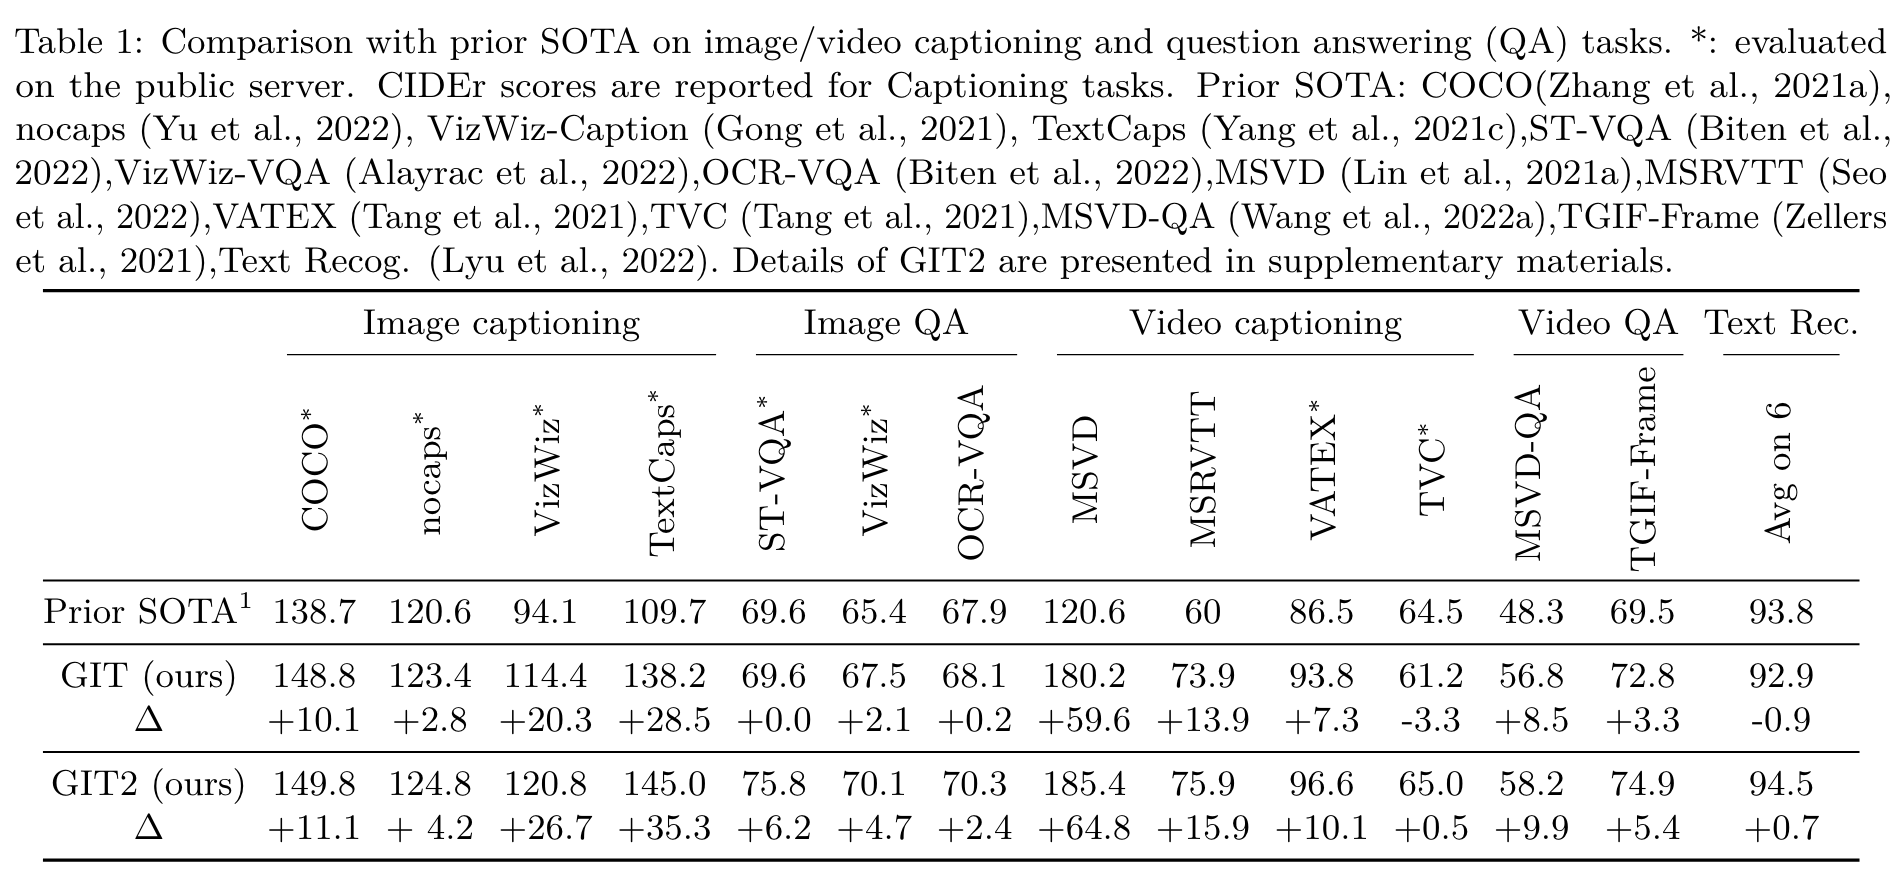 Table 1: Comparison with prior SOTA on image/video captioning and question answering (QA) tasks. *: evaluated
on the public server. CIDEr scores are reported for Captioning tasks. Prior SOTA: COCO(Zhang et al., 2021a),
nocaps (Yu et al., 2022), VizWiz-Caption (Gong et al., 2021), TextCaps (Yang et al., 2021c),ST-VQA (Biten et al.,
2022),VizWiz-VQA (Alayrac et al., 2022),OCR-VQA (Biten et al., 2022),MSVD (Lin et al., 2021a),MSRVTT (Seo
et al., 2022),VATEX (Tang et al., 2021),TVC (Tang et al., 2021),MSVD-QA (Wang et al., 2022a),TGIF-Frame (Zellers
et al., 2021),Text Recog. (Lyu et al., 2022). Details of GIT2 are presented in supplementary materials.
Image captioning Image QA Video captioning Video QA Text Rec.
COCO* nocaps* VizWiz* TextCaps* ST-VQA* VizWiz* OCR-VQA MSVD MSRVTT VATEX* TVC* MSVD-QA TGIF-Frame Avg on 6
Prior SOTA¹ 138.7 120.6 94.1 109.7 69.6 65.4 67.9 120.6 60 86.5 64.5 48.3 69.5 93.8
GIT (ours) 148.8 123.4 114.4 138.2 69.6 67.5 68.1 180.2 73.9 93.8 61.2 56.8 72.8 92.9
Δ +10.1 +2.8 +20.3 +28.5 +0.0 +2.1 +0.2 +59.6 +13.9 +7.3 -3.3 +8.5 +3.3 -0.9
GIT2 (ours) 149.8 124.8 120.8 145.0 75.8 70.1 70.3 185.4 75.9 96.6 65.0 58.2 74.9 94.5
Δ +11.1 + 4.2 +26.7 +35.3 +6.2 +4.7 +2.4 +64.8 +15.9 +10.1 +0.5 +9.9 +5.4 +0.7